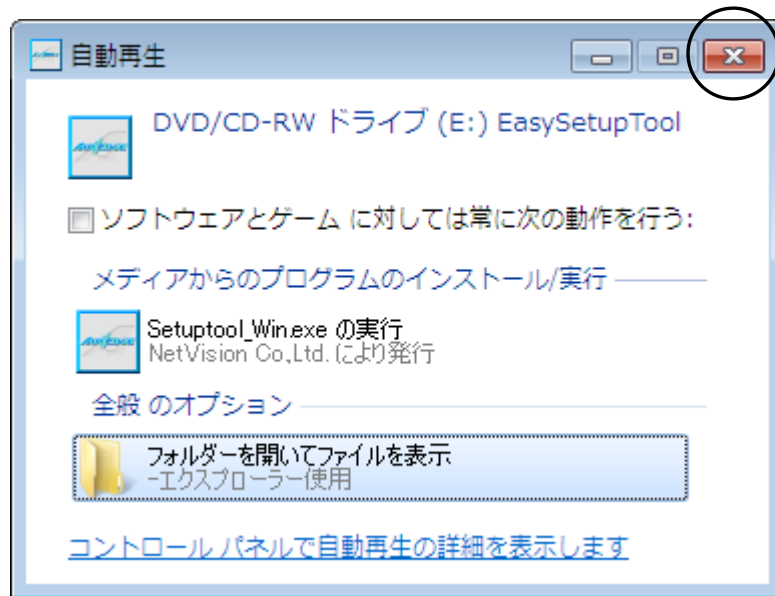 自動再生
DVD/CD-RW ドライブ (E:) EasySetupTool
ソフトウェアとゲーム に対しては常に次の動作を行う:
メディアからのプログラムのインストール/実行
Setuptool_Win.exe の実行
NetVision Co,Ltd. により発行
全般 のオプション
フォルダーを開いてファイルを表示
-エクスプローラー使用
コントロール パネルで自動再生の詳細を表示します